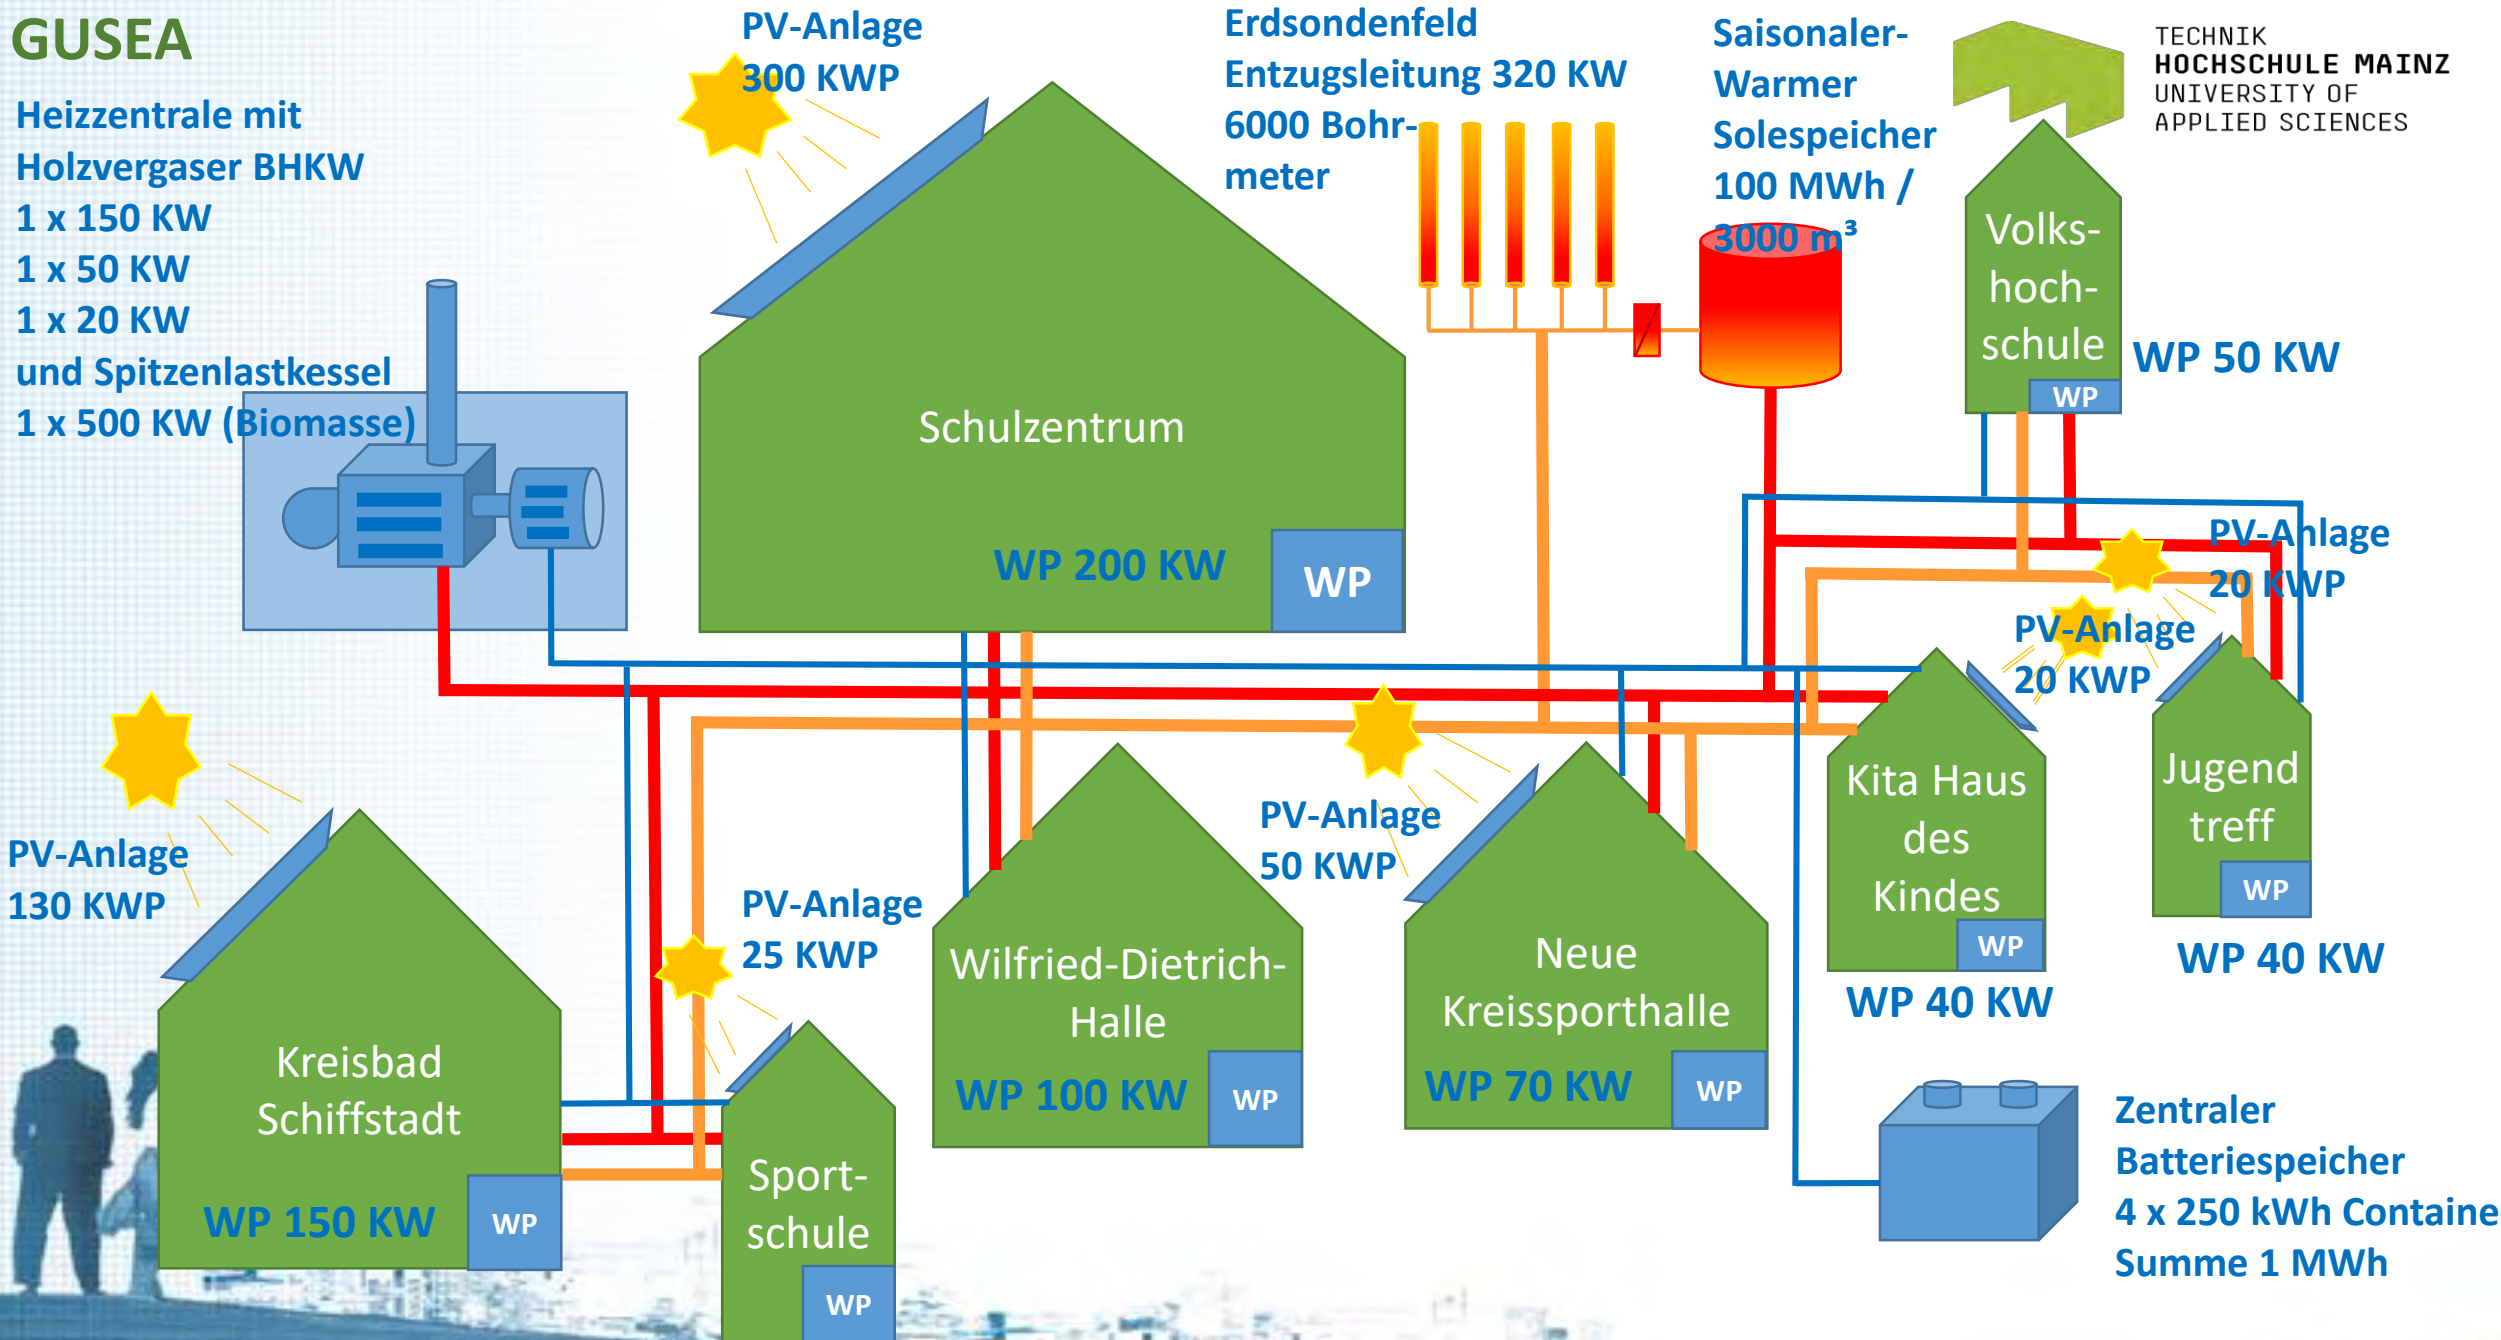 GUSEA
Heizzentrale mit
Holzvergaser BHKW
1 x 150 KW
1 x 50 KW
1 x 20 KW
und Spitzenlastkessel
1 x 500 KW (Biomasse)
PV-Anlage
300 KWP
Erdsondenfeld
Entzugsleitung 320 KW
6000 Bohr-
meter
Saisonaler-
Warmer
Solespeicher
100 MWh /
3000 m³
TECHNIK
HOCHSCHULE MAINZ
UNIVERSITY OF
APPLIED SCIENCES
Volks-
hoch-
schule
WP
WP 50 KW
Schulzentrum
WP 200 KW
WP
PV-Anlage
20 KWP
PV-Anlage
20 KWP
PV-Anlage
130 KWP
Kreisbad
Schiffstadt
WP 150 KW
WP
PV-Anlage
25 KWP
Sport-
schule
WP
Wilfried-Dietrich-
Halle
WP 100 KW
WP
PV-Anlage
50 KWP
Neue
Kreissporthalle
WP 70 KW
WP
Kita Haus
des
Kindes
WP
WP 40 KW
Jugend
treff
WP
WP 40 KW
Zentraler
Batteriespeicher
4 x 250 kWh Containe
Summe 1 MWh